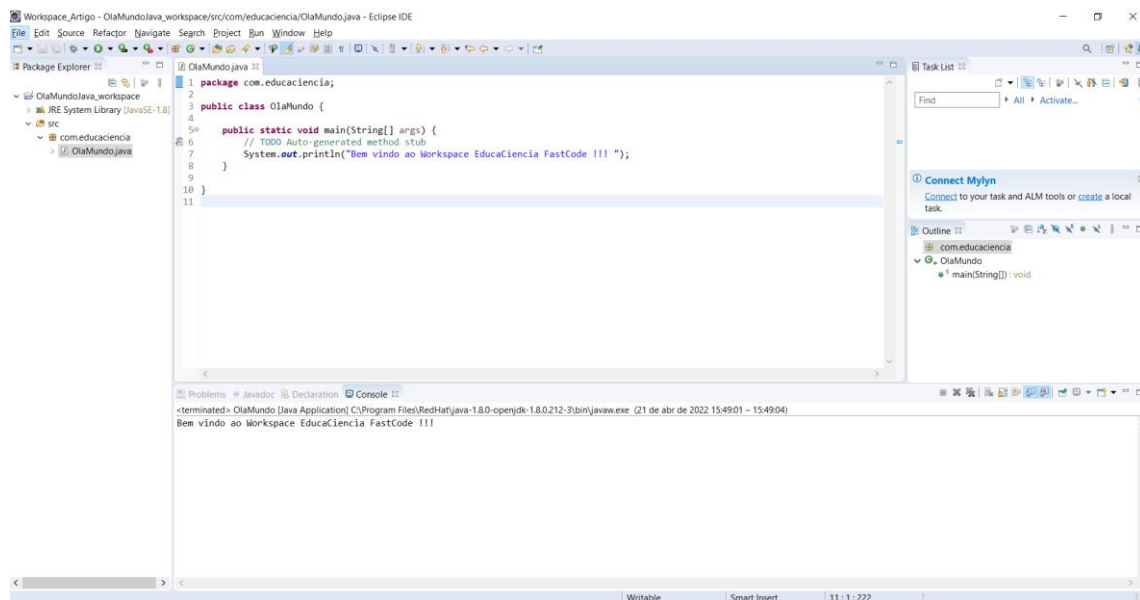 Workspace_Artigo - OlaMundoJava_workspace/src/com/educaciencia/OlaMundo.java - Eclipse IDE
File Edit Source Refactor Navigate Search Project Run Window Help
Package Explorer
OlaMundoJava_workspace
JRE System Library [JavaSE-1.8]
src
com.educaciencia
OlaMundo.java
OlaMundo.java
1 package com.educaciencia;
2
3 public class OlaMundo {
4
5 public static void main(String[] args) {
6 // TODO Auto-generated method stub
7 System.out.println("Bem vindo ao Workspace EducaCiencia FastCode !!! ");
8 }
9
10 }
11
Task List
Find All Activate...
Connect Mylyn
Connect to your task and ALM tools or create a local
task.
Outline
com.educaciencia
OlaMundo
main(String[]) : void
Problems Javadoc Declaration Console
<terminated> OlaMundo [Java Application] C:\Program Files\RedHat\java-1.8.0-openjdk-1.8.0.212-3\bin\javaw.exe (21 de abr de 2022 15:49:01 – 15:49:04)
Bem vindo ao Workspace EducaCiencia FastCode !!!
Writable Smart Insert 11 : 1 : 222